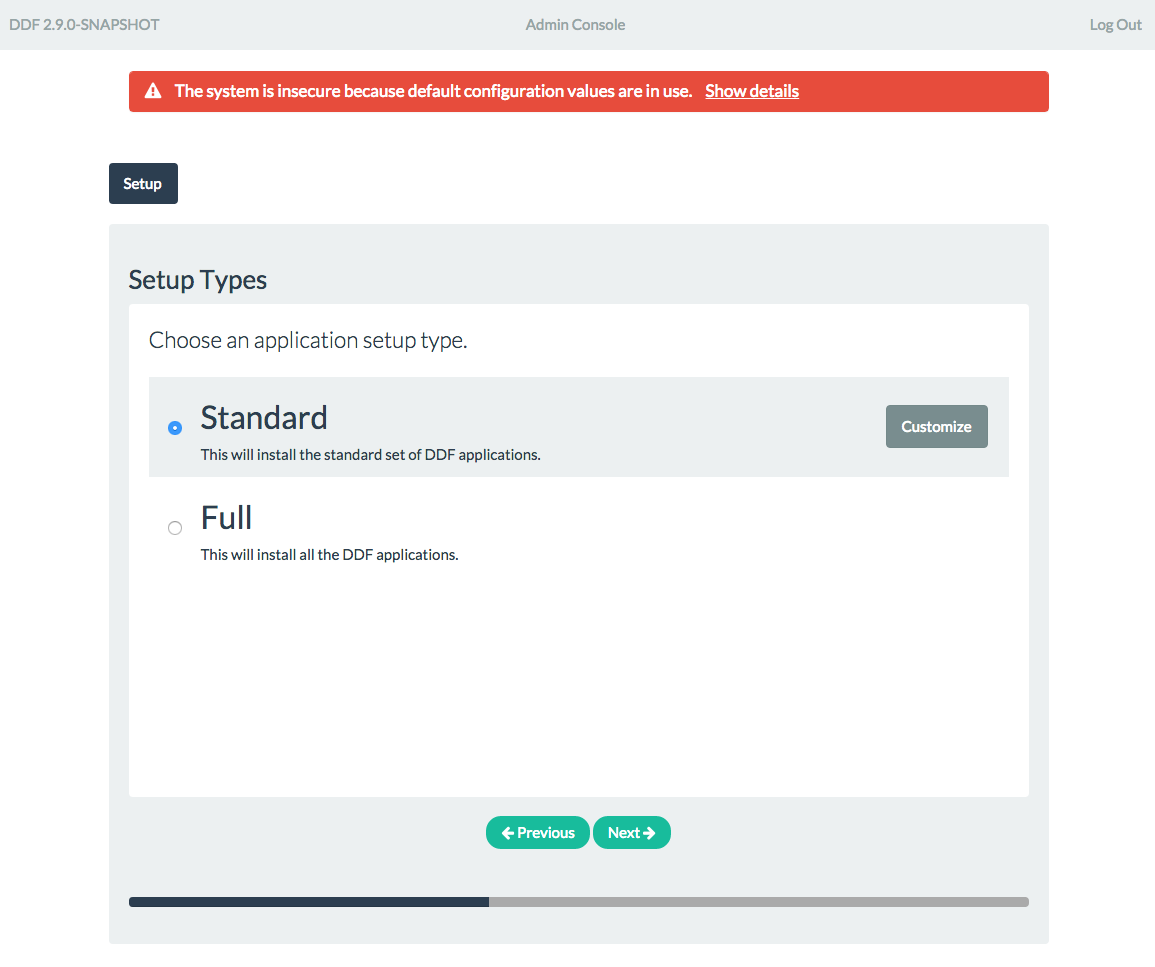 DDF 2.9.0-SNAPSHOT Admin Console Log Out
The system is insecure because default configuration values are in use. Show details
Setup
Setup Types
Choose an application setup type.
Standard
Customize
This will install the standard set of DDF applications.
Full
This will install all the DDF applications.
Previous Next